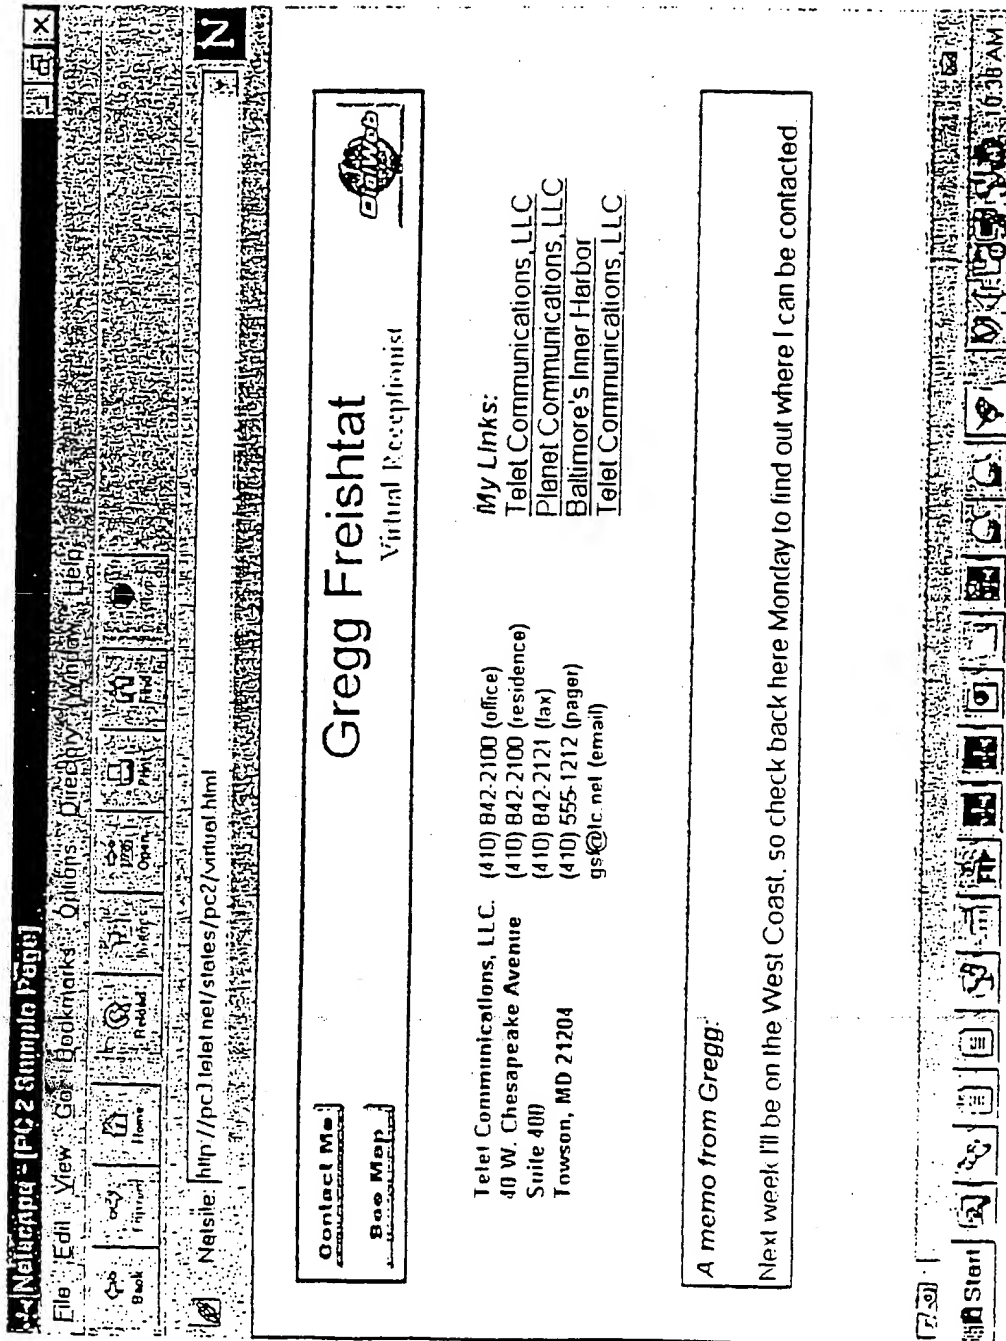 Netscape - [PC 2 Sample Page]
File Edit View Go Bookmarks Options Directory Window Help
Back Forward Home Reload Images Open Print Find Stop
Netsite: http://pc1.telet.net/states/pc2/virtual.html
N
Contact Me
See Map
Gregg Freishtat
Virtual Receptionist
DialWeb
Telet Communications, LLC.
40 W. Chesapeake Avenue
Suite 400
Towson, MD 21204
(410) 842-2100 (office)
(410) 842-2100 (residence)
(410) 842-2121 (fax)
(410) 555-1212 (pager)
gsk@tc.net (email)
My Links:
Telet Communications, LLC
Planet Communications, LLC
Baltimore's Inner Harbor
Telet Communications, LLC
A memo from Gregg:
Next week I'll be on the West Coast, so check back here Monday to find out where I can be contacted
Start
10:38 AM